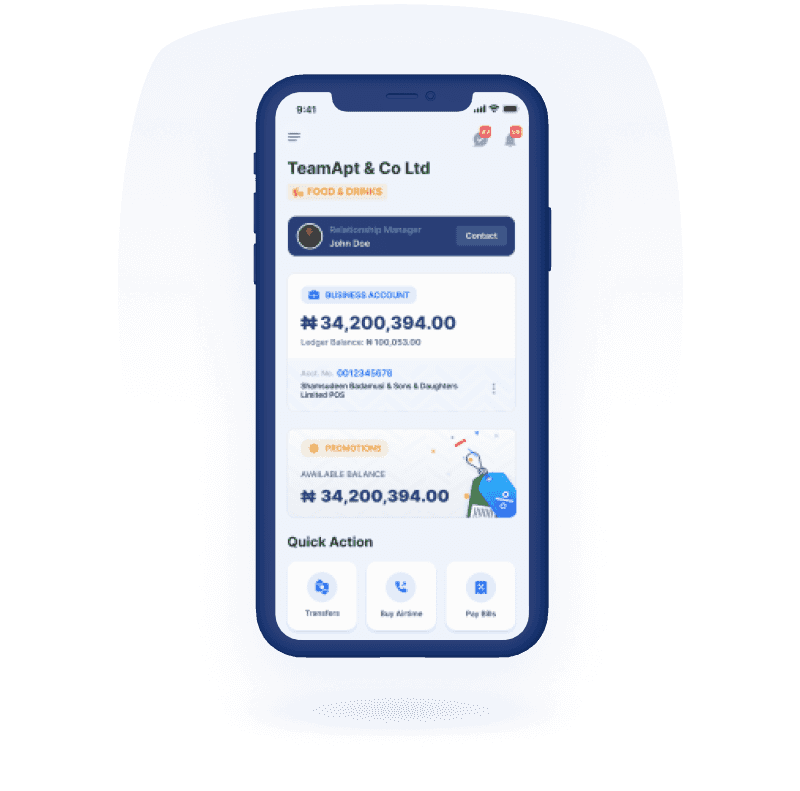 9:41
TeamApt & Co Ltd
FOOD & DRINKS
Relationship Manager
John Doe
Contact
BUSINESS ACCOUNT
₦ 34,200,394.00
Ledger Balance: ₦ 100,053.00
Acct. No. 0012345678
Shamsudeen Badamusi & Sons & Daughters
Limited POS
PROMOTIONS
AVAILABLE BALANCE
₦ 34,200,394.00
Quick Action
Transfers
Buy Airtime
Pay Bills